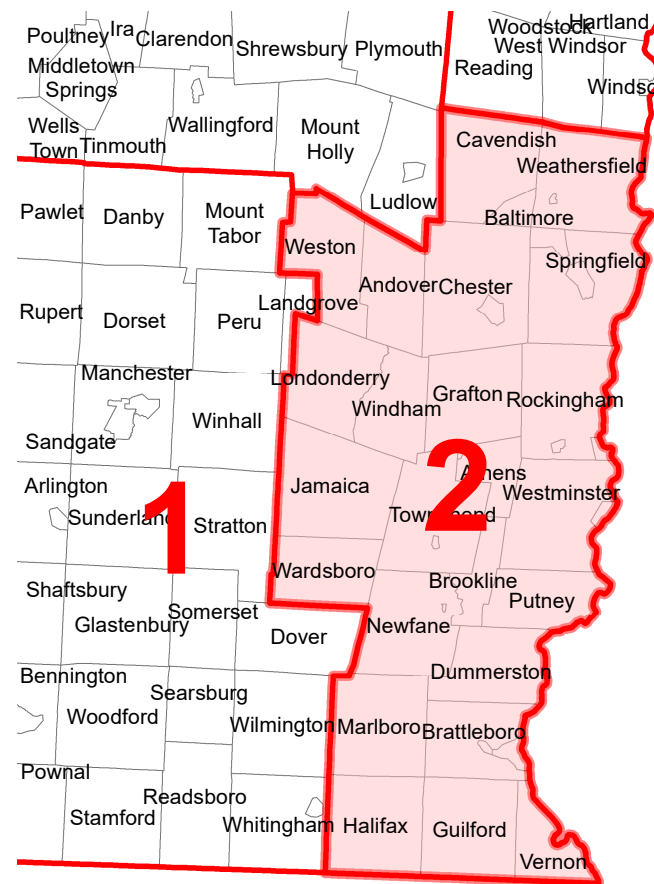 Poultney
Ira
Clarendon
Shrewsbury
Plymouth
Woodstock
Hartland
West Windsor
Reading
Middletown
Springs
Wells
Town
Tinmouth
Wallingford
Mount
Holly
Ludlow
Cavendish
Weathersfield
Baltimore
Springfield
Pawlet
Danby
Mount
Tabor
Weston
Andover
Chester
Landgrove
Rupert
Dorset
Peru
Manchester
Londonderry
Windham
Grafton
Rockingham
Winhall
Sandgate
Arlington
Sunderland
Stratton
Jamaica
1
2
Athens
Westminster
Wardsboro
Brookline
Putney
Shaftsbury
Glastenbury
Somerset
Dover
Newfane
Dummerston
Bennington
Woodford
Searsburg
Wilmington
Marlboro
Brattleboro
Pownal
Stamford
Readsboro
Whitingham
Halifax
Guilford
Vernon